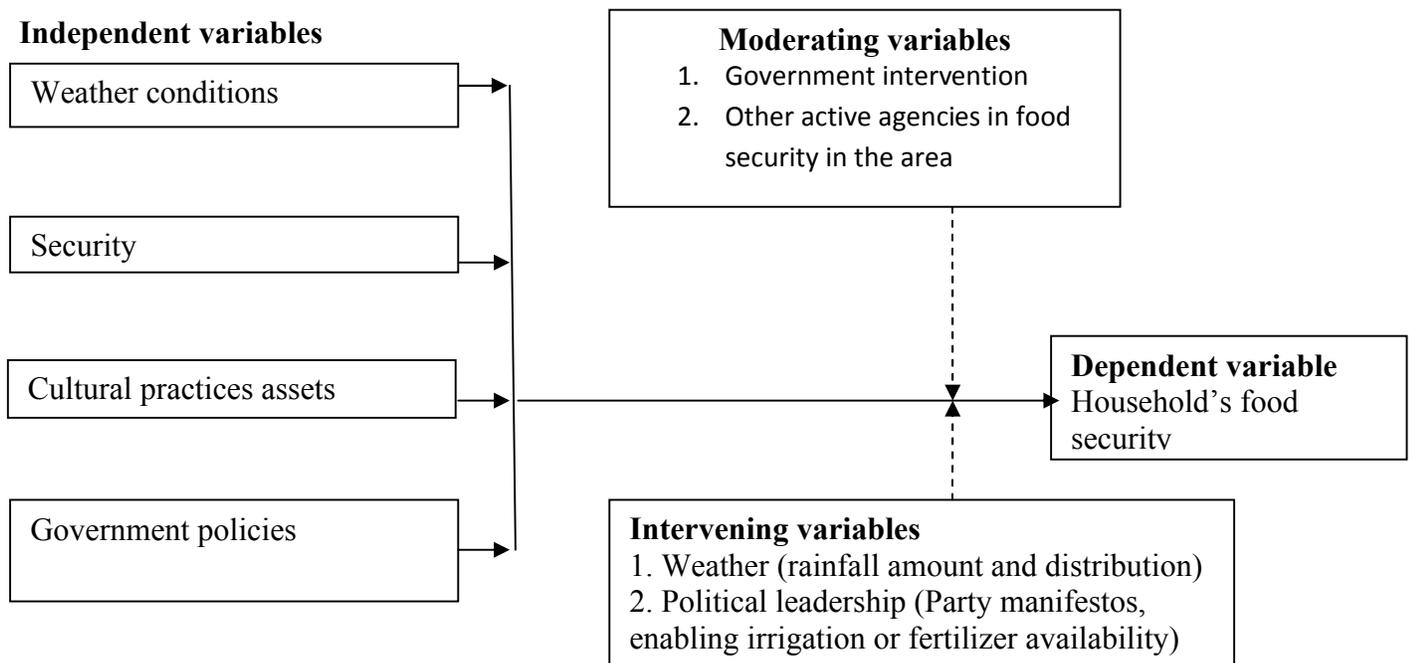 Independent variables
Weather conditions
Security
Cultural practices assets
Government policies
Moderating variables
1. Government intervention
2. Other active agencies in food
security in the area
Dependent variable
Household’s food
security
Intervening variables
1. Weather (rainfall amount and distribution)
2. Political leadership (Party manifestos,
enabling irrigation or fertilizer availability)